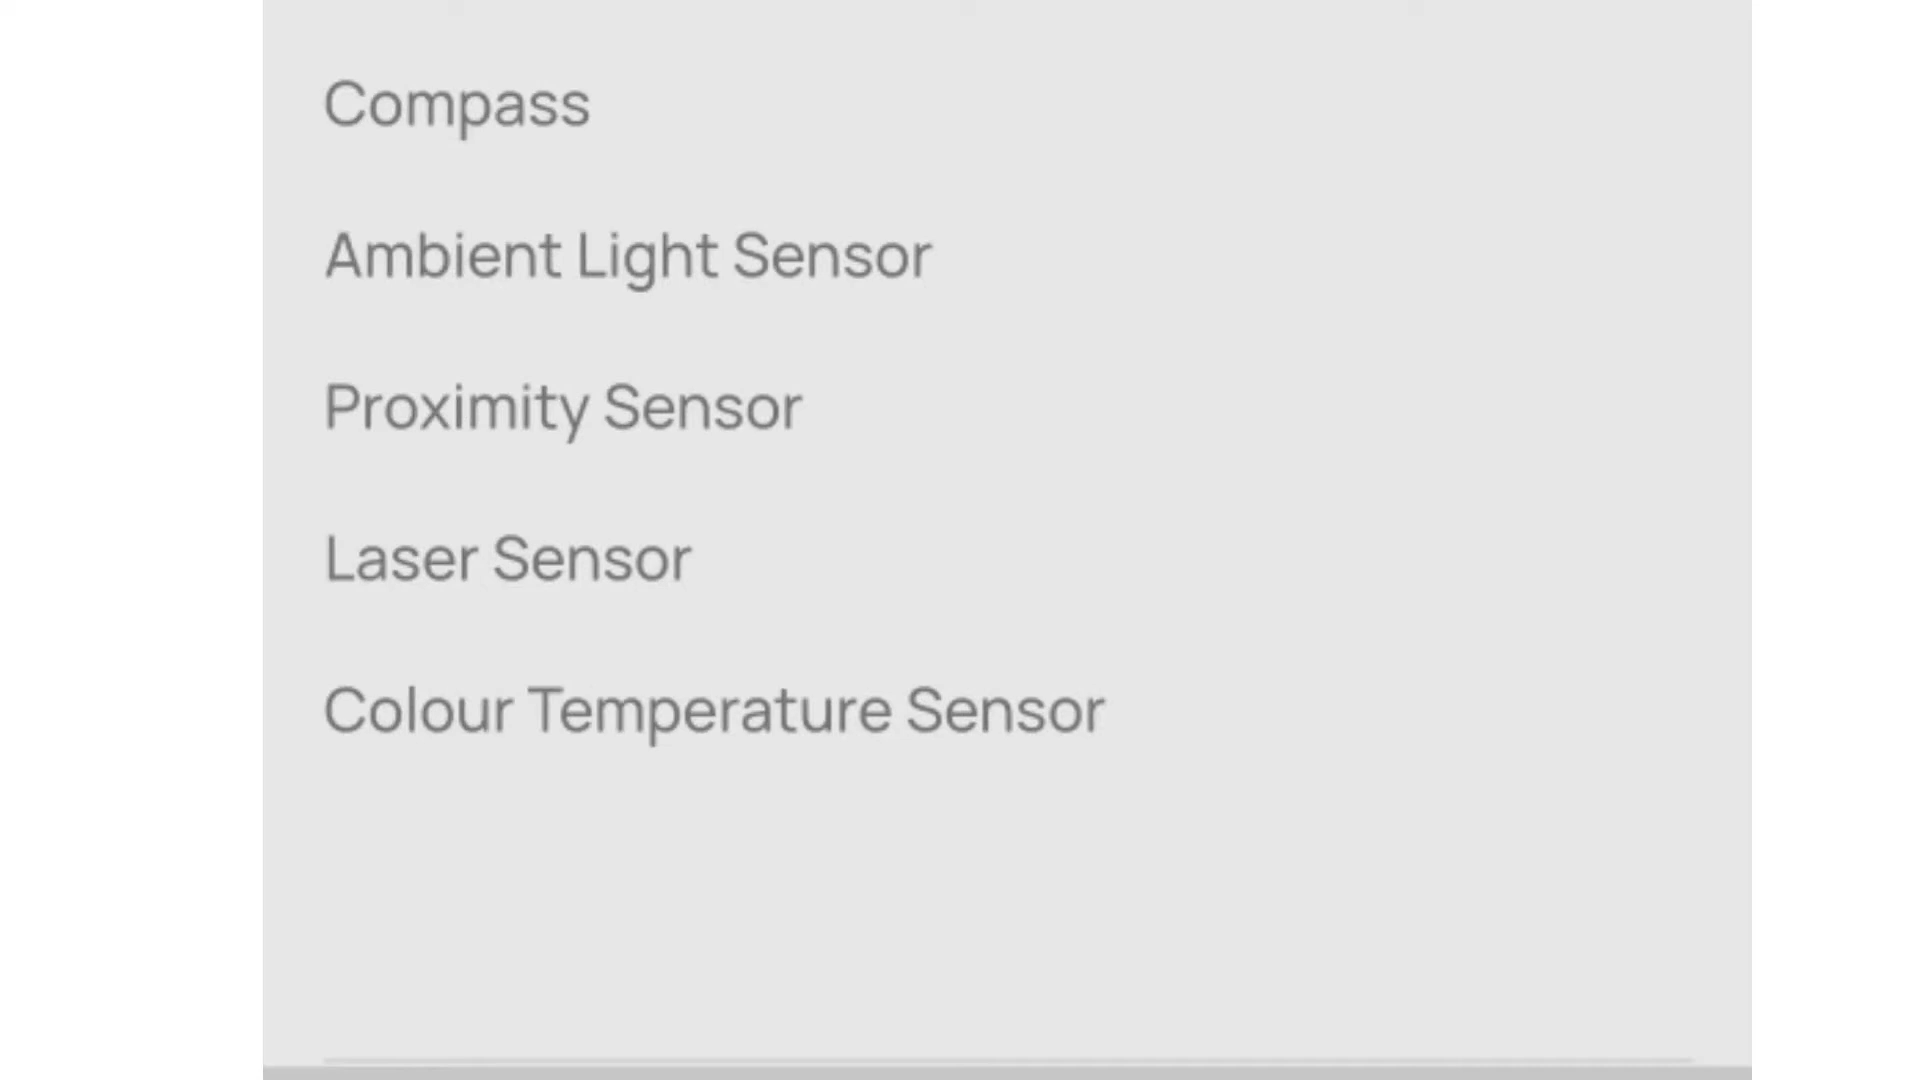 Compass
Ambient Light Sensor
Proximity Sensor
Laser Sensor
Colour Temperature Sensor